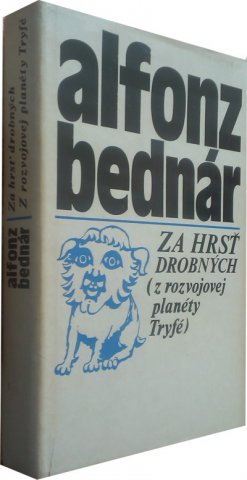 alfonz
bednár
ZA HRSŤ
DROBNÝCH
(z rozvojovej
planéty
Tryfé)
alfonz
bednár
Za hrsť drobných
Z rozvojovej planéty Tryfé